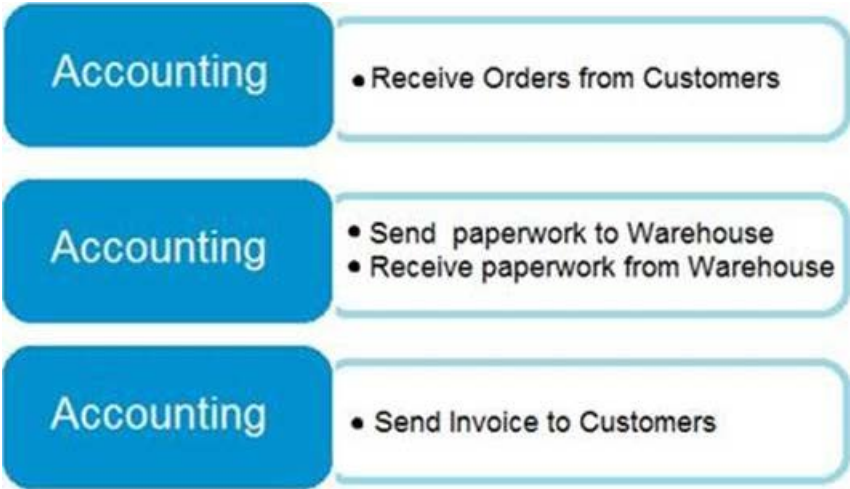 Accounting
• Receive Orders from Customers
Accounting
• Send paperwork to Warehouse
• Receive paperwork from Warehouse
Accounting
• Send Invoice to Customers